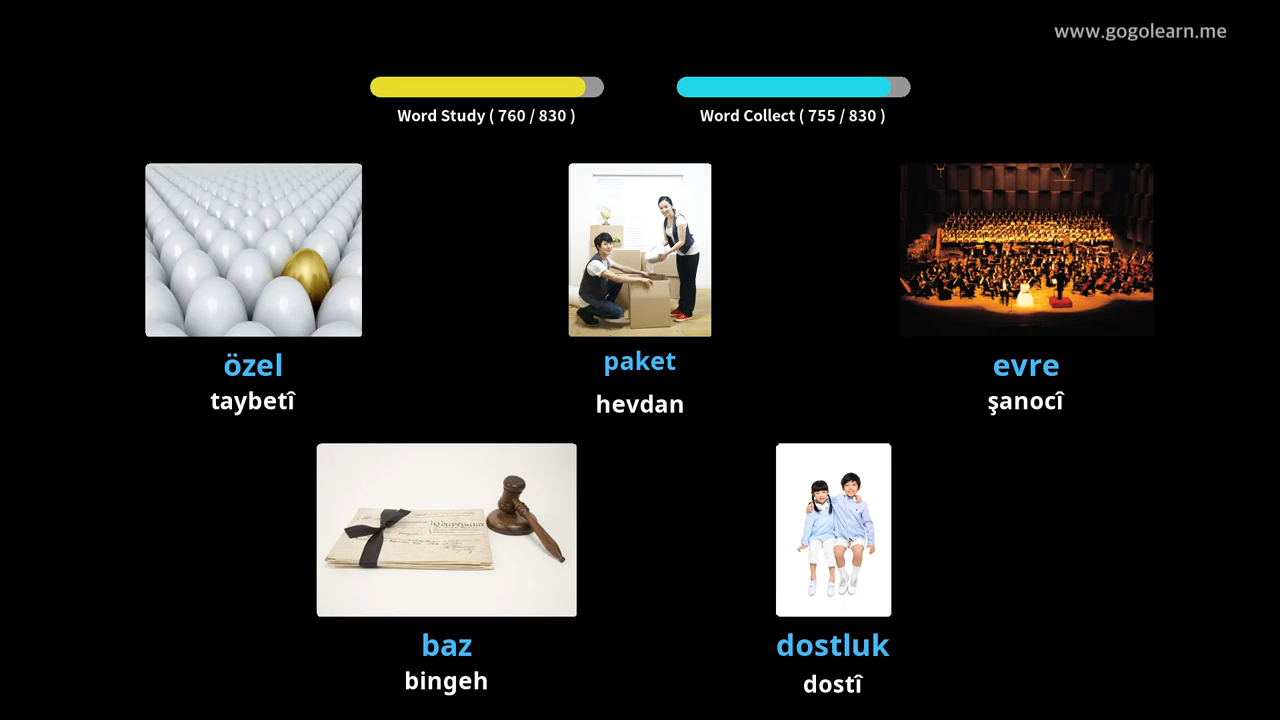 www.gogolearn.me
Word Study ( 760 / 830 )
Word Collect ( 755 / 830 )
özel
taybetî
paket
hevdan
evre
şanocî
baz
bingeh
dostluk
dostî